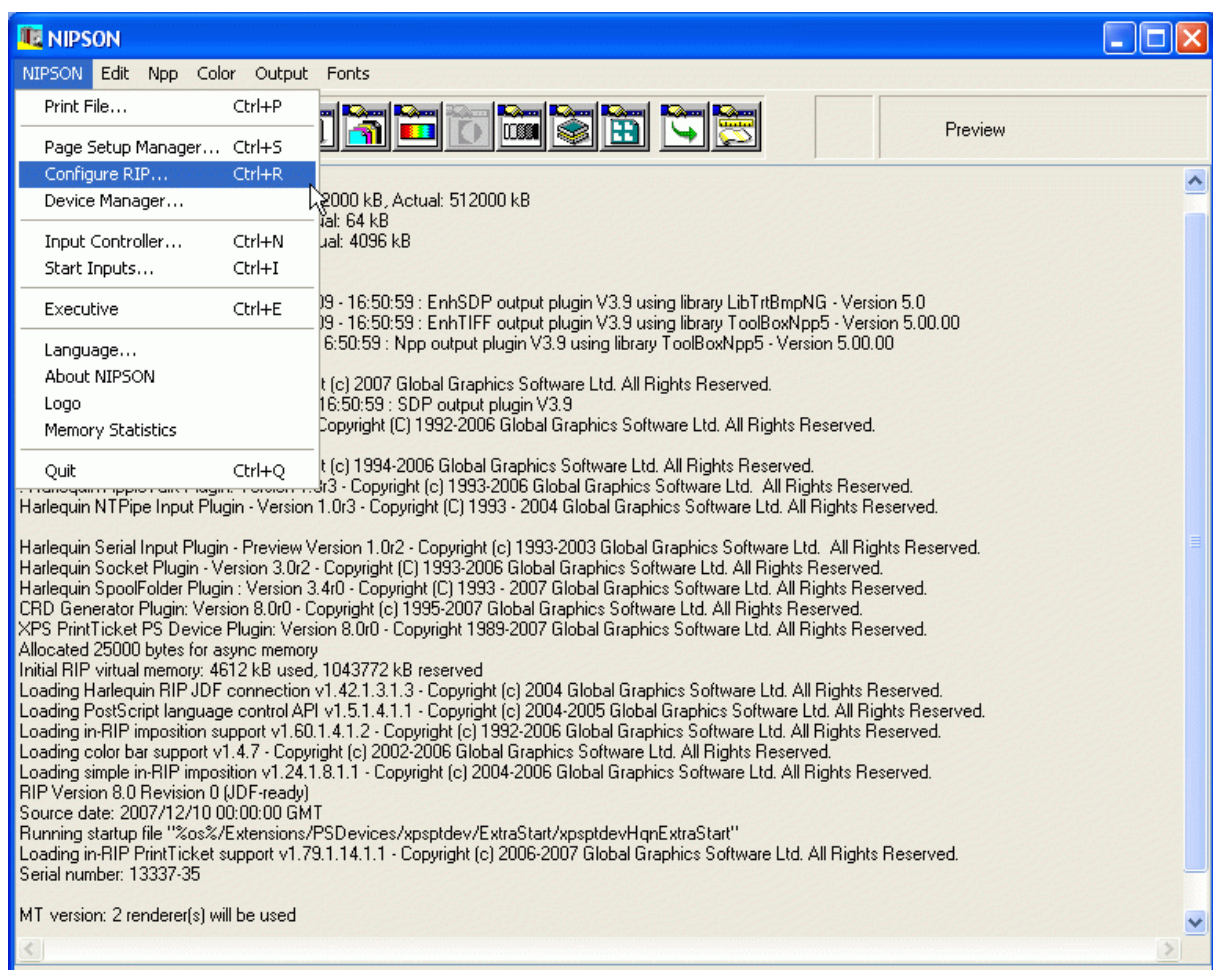 NIPSON
NIPSON Edit Npp Color Output Fonts
Print File... Ctrl+P
Page Setup Manager... Ctrl+S
Configure RIP... Ctrl+R
Device Manager...
Input Controller... Ctrl+N
Start Inputs... Ctrl+I
Executive Ctrl+E
Language...
About NIPSON
Logo
Memory Statistics
Quit Ctrl+Q
Preview
2000 kB, Actual: 512000 kB
ual: 64 kB
ual: 4096 kB
09 - 16:50:59 : EnhSDP output plugin V3.9 using library LibTrtBmpNG - Version 5.0
09 - 16:50:59 : EnhTIFF output plugin V3.9 using library ToolBoxNpp5 - Version 5.00.00
6:50:59 : Npp output plugin V3.9 using library ToolBoxNpp5 - Version 5.00.00
t (c) 2007 Global Graphics Software Ltd. All Rights Reserved.
16:50:59 : SDP output plugin V3.9
Copyright (C) 1992-2006 Global Graphics Software Ltd. All Rights Reserved.
t (c) 1994-2006 Global Graphics Software Ltd. All Rights Reserved.
3r3 - Copyright (c) 1993-2006 Global Graphics Software Ltd. All Rights Reserved.
Harlequin NTPipe Input Plugin - Version 1.0r3 - Copyright (C) 1993 - 2004 Global Graphics Software Ltd. All Rights Reserved.
Harlequin Serial Input Plugin - Preview Version 1.0r2 - Copyright (c) 1993-2003 Global Graphics Software Ltd. All Rights Reserved.
Harlequin Socket Plugin - Version 3.0r2 - Copyright (C) 1993-2006 Global Graphics Software Ltd. All Rights Reserved.
Harlequin SpoolFolder Plugin : Version 3.4r0 - Copyright (C) 1993 - 2007 Global Graphics Software Ltd. All Rights Reserved.
CRD Generator Plugin: Version 8.0r0 - Copyright (c) 1995-2007 Global Graphics Software Ltd. All Rights Reserved.
XPS PrintTicket PS Device Plugin: Version 8.0r0 - Copyright 1989-2007 Global Graphics Software Ltd. All Rights Reserved.
Allocated 25000 bytes for async memory
Initial RIP virtual memory: 4612 kB used, 1043772 kB reserved
Loading Harlequin RIP JDF connection v1.42.1.3.1.3 - Copyright (c) 2004 Global Graphics Software Ltd. All Rights Reserved.
Loading PostScript language control API v1.5.1.4.1.1 - Copyright (c) 2004-2005 Global Graphics Software Ltd. All Rights Reserved.
Loading in-RIP imposition support v1.60.1.4.1.2 - Copyright (c) 1992-2006 Global Graphics Software Ltd. All Rights Reserved.
Loading color bar support v1.4.7 - Copyright (c) 2002-2006 Global Graphics Software Ltd. All Rights Reserved.
Loading simple in-RIP imposition v1.24.1.8.1.1 - Copyright (c) 2004-2006 Global Graphics Software Ltd. All Rights Reserved.
RIP Version 8.0 Revision 0 (JDF-ready)
Source date: 2007/12/10 00:00:00 GMT
Running startup file "%os%/Extensions/PSDevices/xpsptdev/ExtraStart/xpsptdevHqnExtraStart"
Loading in-RIP PrintTicket support v1.79.1.14.1.1 - Copyright (c) 2006-2007 Global Graphics Software Ltd. All Rights Reserved.
Serial number: 13337-35
MT version: 2 renderer(s) will be used